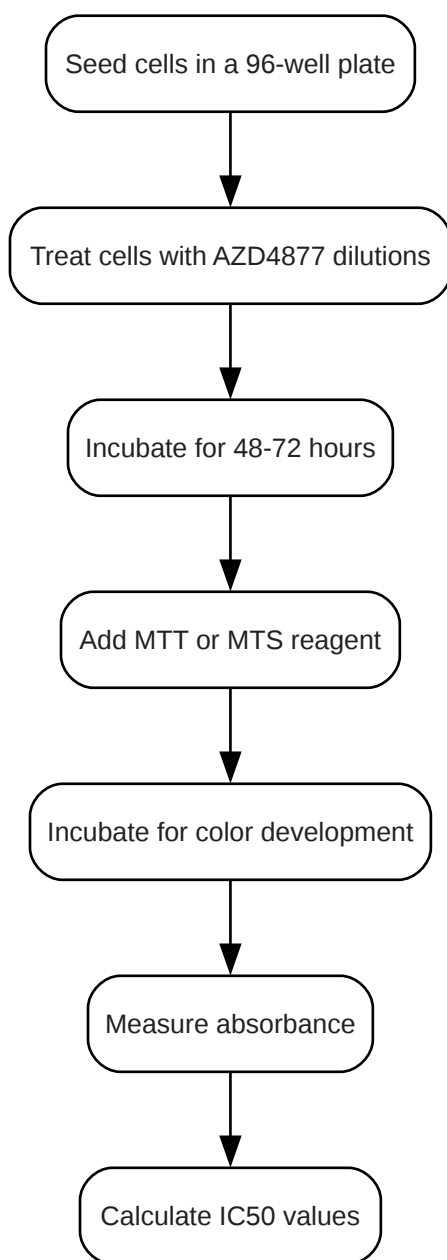 Seed cells in a 96-well plate
Treat cells with AZD4877 dilutions
Incubate for 48-72 hours
Add MTT or MTS reagent
Incubate for color development
Measure absorbance
Calculate IC50 values